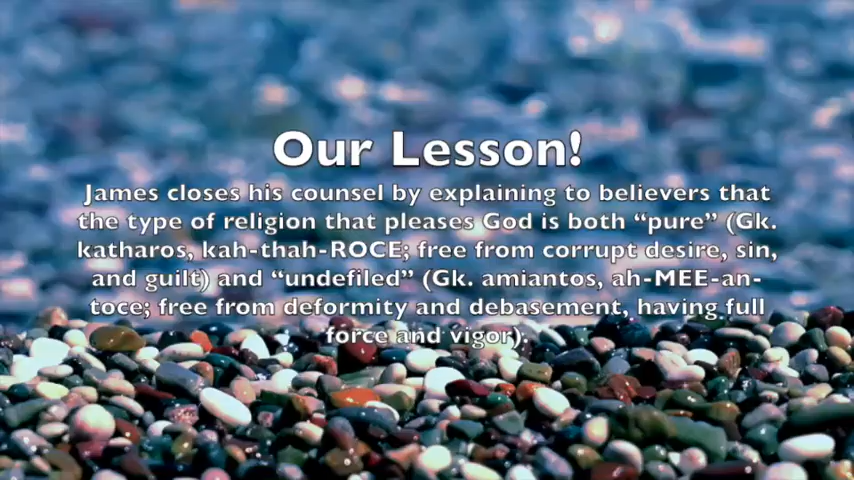 Our Lesson!
James closes his counsel by explaining to believers that
the type of religion that pleases God is both “pure” (Gk.
katharos, kah-thah-ROCE; free from corrupt desire, sin,
and guilt) and “undefiled” (Gk. amiantos, ah-MEE-an-
toce; free from deformity and debasement, having full
force and vigor).